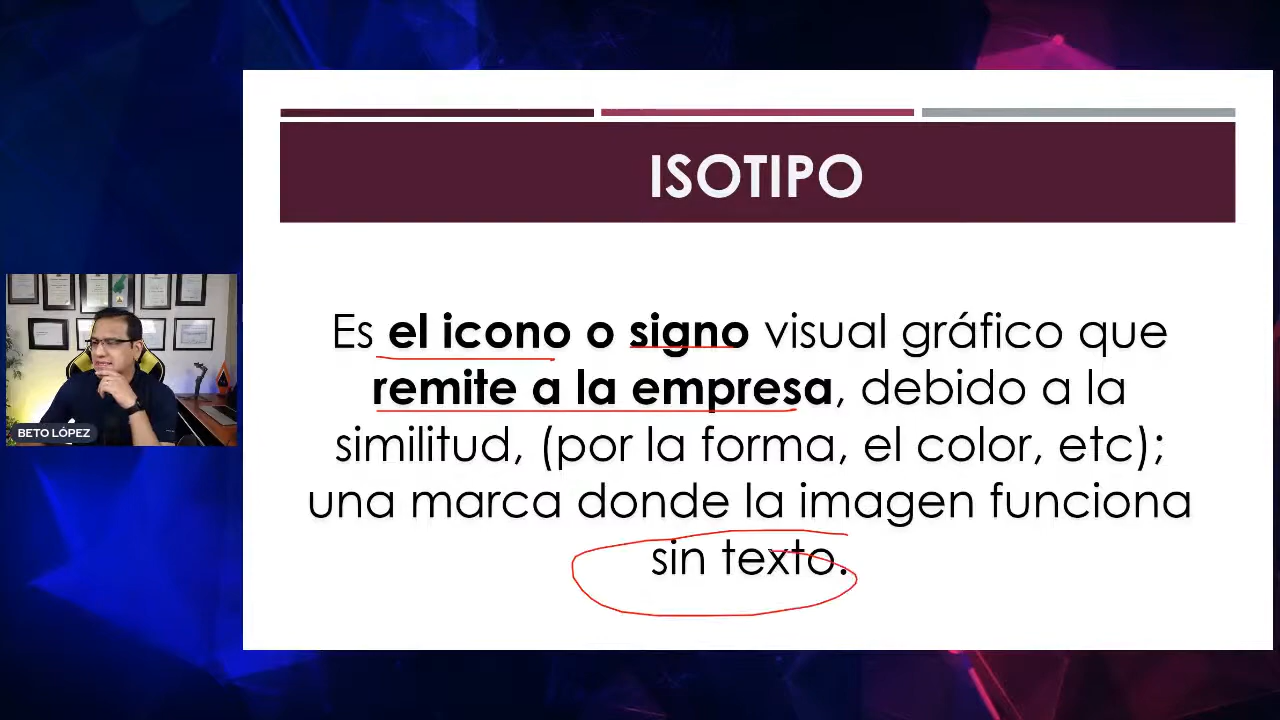 ISOTIPO
Es el icono o signo visual gráfico que
remite a la empresa, debido a la
similitud, (por la forma, el color, etc);
una marca donde la imagen funciona
sin texto.
BETO LÓPEZ